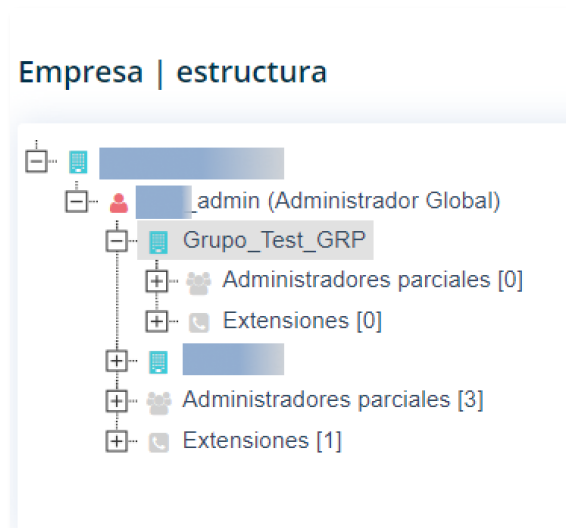 Empresa | estructura
_admin (Administrador Global)
Grupo_Test_GRP
Administradores parciales [0]
Extensiones [0]
Administradores parciales [3]
Extensiones [1]